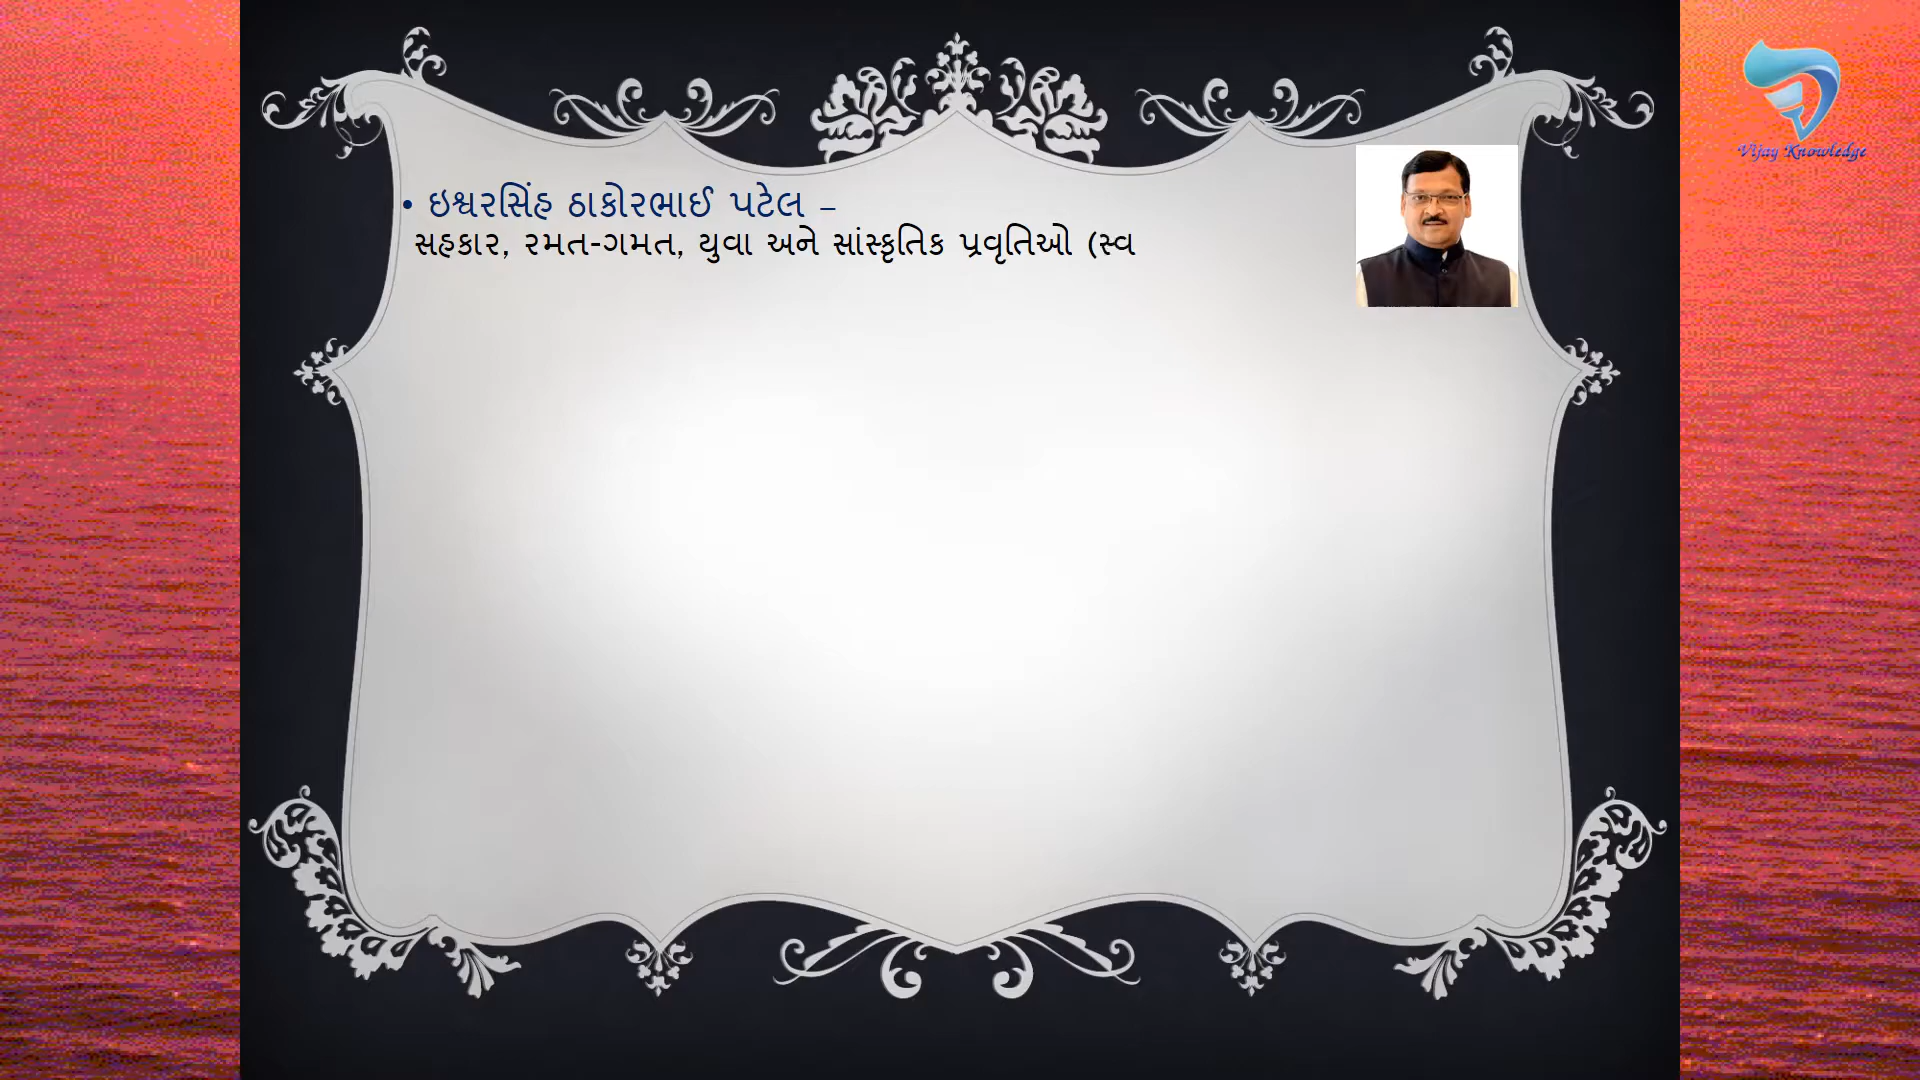 • ઇશ્વરસિંહ ઠાકોરભાઈ પટેલ –
સહકાર, રમત-ગમત, યુવા અને સાંસ્કૃતિક પ્રવૃતિઓ (સ્વ
Vijay Knowledge